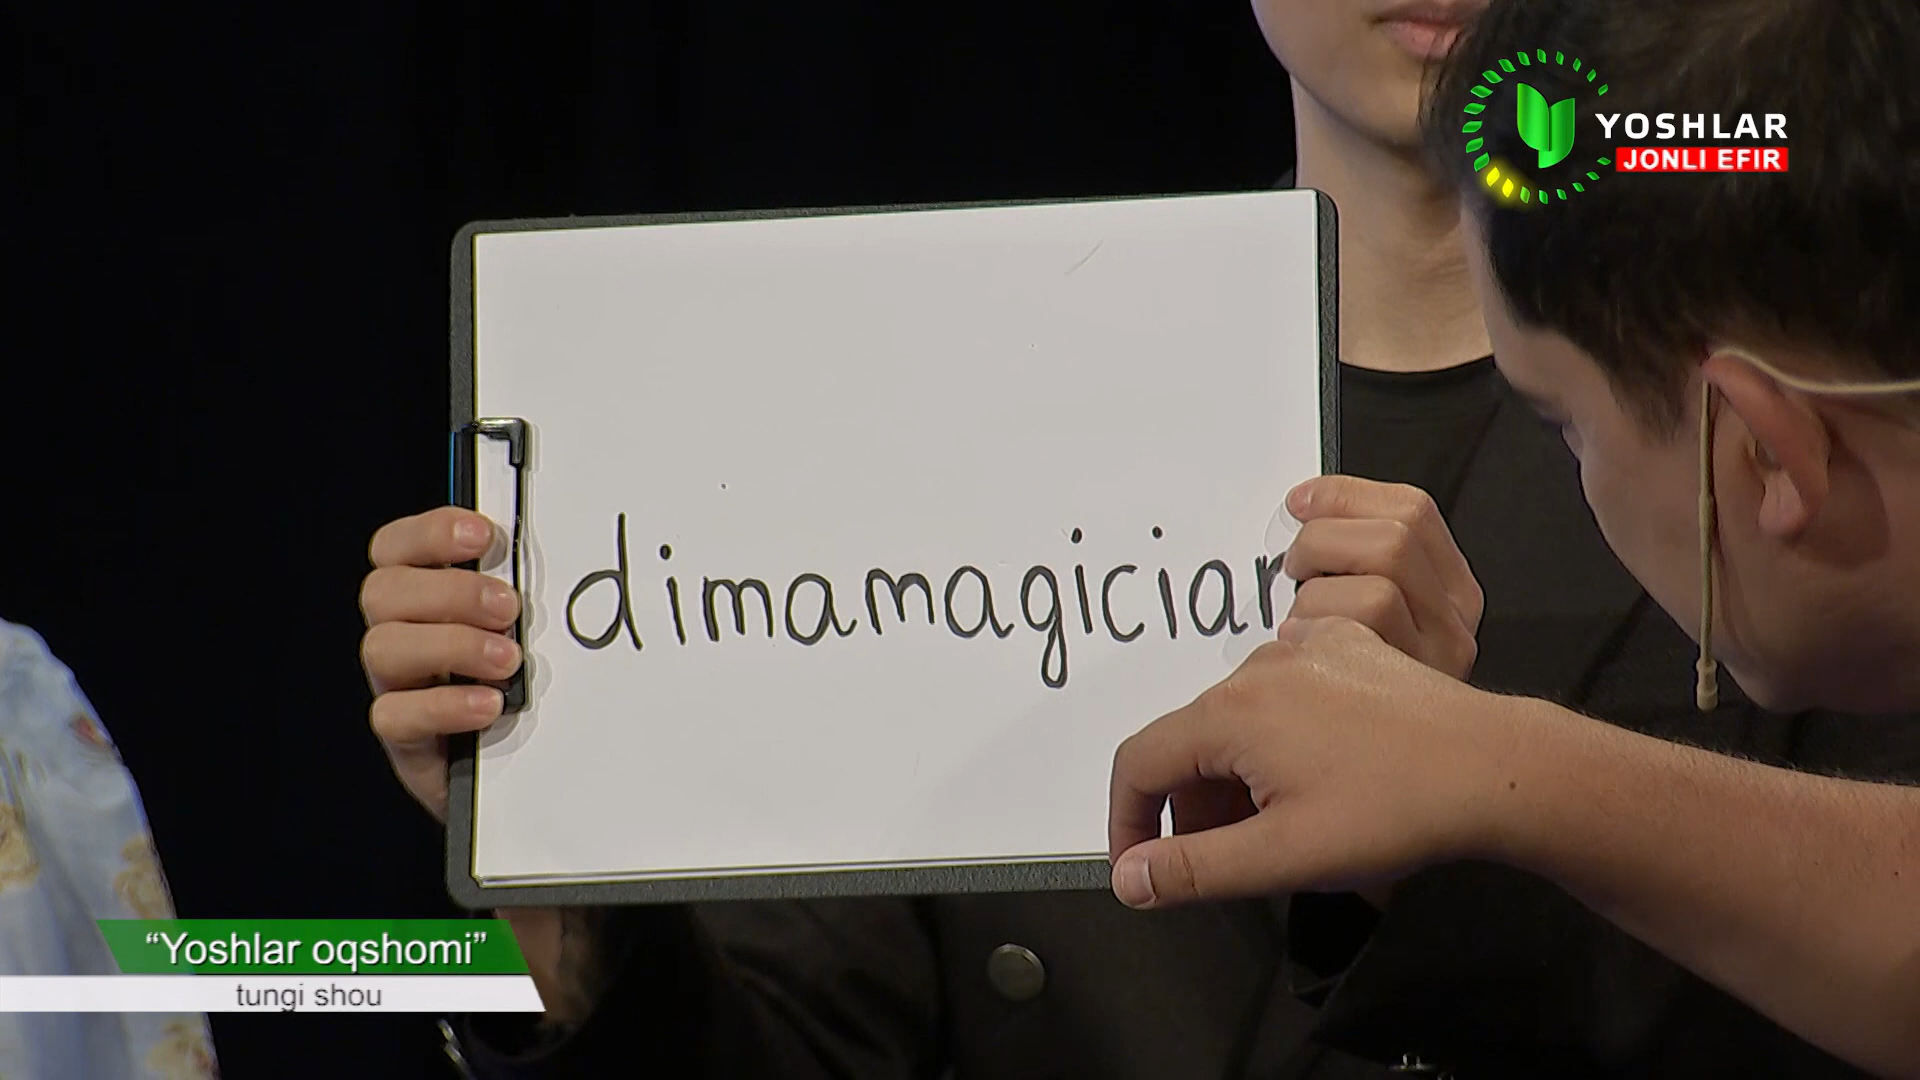 YOSHLAR
JONLI EFIR
dimamagician
“Yoshlar oqshomi”
tungi shou